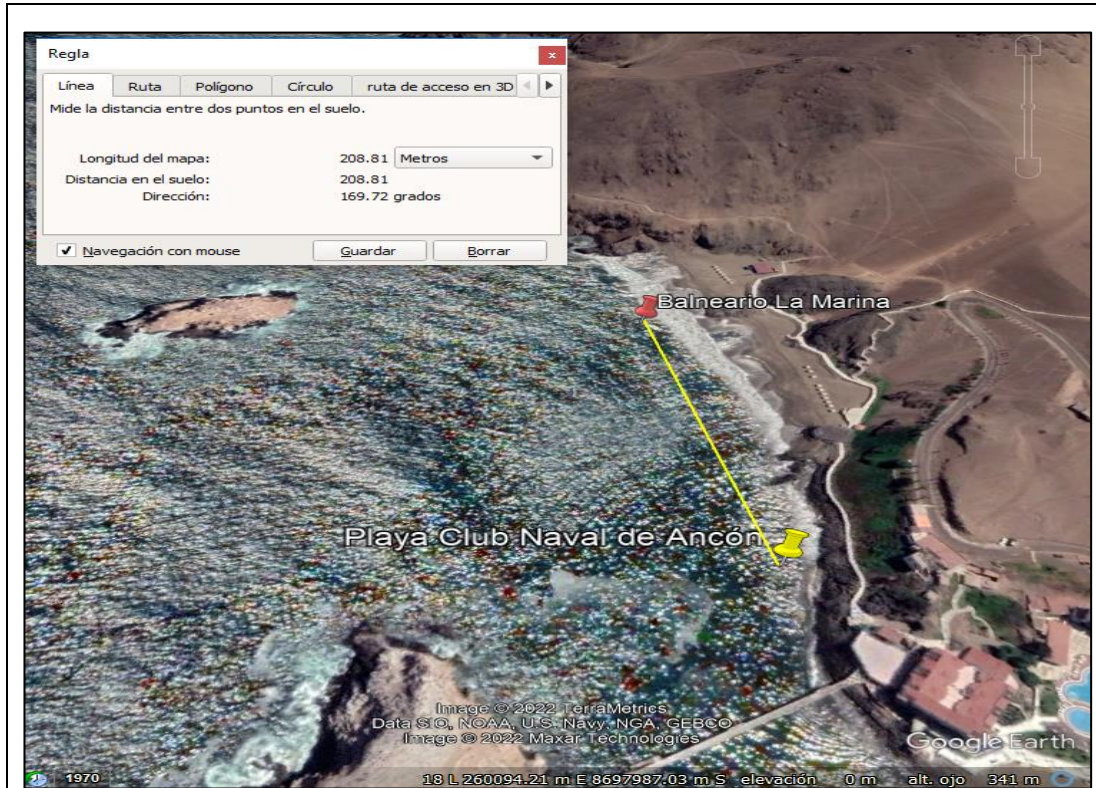 Regla
Línea Ruta Polígono Círculo ruta de acceso en 3D
Mide la distancia entre dos puntos en el suelo.
Longitud del mapa: 208.81 Metros
Distancia en el suelo: 208.81
Dirección: 169.72 grados
Navegación con mouse Guardar Borrar
Balneario La Marina
Playa Club Naval de Ancón
Image © 2022 TerraMetrics
Data SIO, NOAA, U.S. Navy, NGA, GEBCO
Image © 2022 Maxar Technologies
Google Earth
1970 18 L 260094.21 m E 8697987.03 m S elevación 0 m alt. ojo 341 m